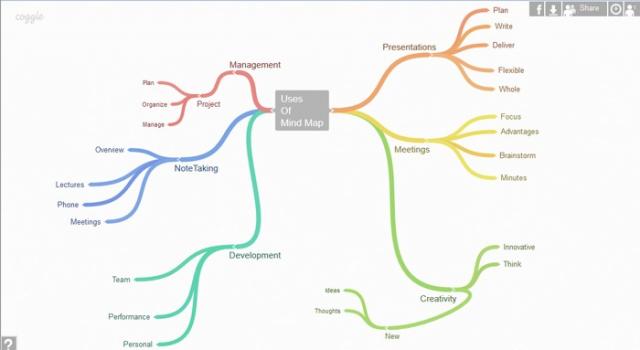 coggle
Share
Uses
Of
Mind Map
Management
Project
Plan
Organize
Manage
NoteTaking
Overview
Lectures
Phone
Meetings
Development
Team
Performance
Personal
Presentations
Plan
Write
Deliver
Flexible
Whole
Meetings
Focus
Advantages
Brainstorm
Minutes
Creativity
Innovative
Think
New
Ideas
Thoughts
?